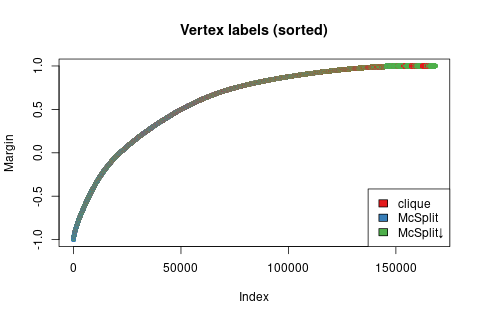 Vertex labels (sorted)
1.0
0.5
0.0
-0.5
-1.0
Margin
clique
McSplit
McSplit↓
0
50000
100000
150000
Index